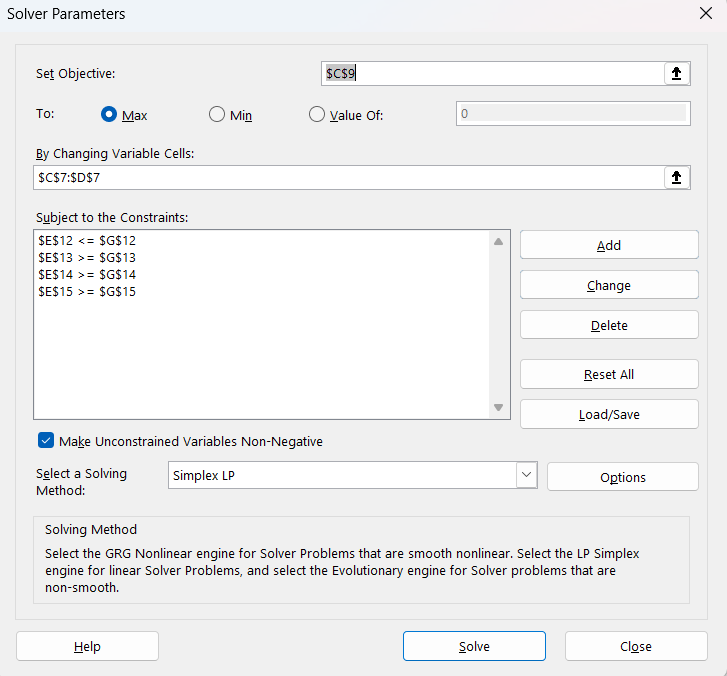 Solver Parameters
Set Objective:
$C$9
To:
Max
Min
Value Of:
0
By Changing Variable Cells:
$C$7:$D$7
Subject to the Constraints:
$E$12 <= $G$12
$E$13 >= $G$13
$E$14 >= $G$14
$E$15 >= $G$15
Add
Change
Delete
Reset All
Load/Save
Make Unconstrained Variables Non-Negative
Select a Solving
Method:
Simplex LP
Options
Solving Method
Select the GRG Nonlinear engine for Solver Problems that are smooth nonlinear. Select the LP Simplex
engine for linear Solver Problems, and select the Evolutionary engine for Solver problems that are
non-smooth.
Help
Solve
Close